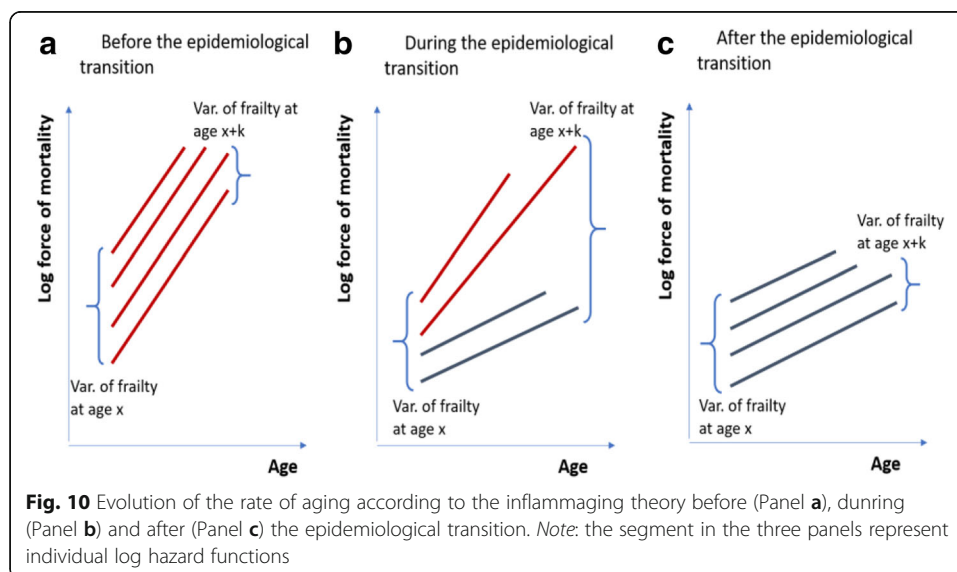 a Before the epidemiological
transition
Var. of frailty at
age x+k
Log force of mortality
Var. of frailty
at age x
Age
b During the epidemiological
transition
Var. of frailty at
age x+k
Log force of mortality
Var. of frailty
at age x
Age
c After the epidemiological
transition
Var. of frailty
at age x+k
Log force of mortality
Var. of frailty
at age x
Age
Fig. 10 Evolution of the rate of aging according to the inflammaging theory before (Panel a), dunring
(Panel b) and after (Panel c) the epidemiological transition. Note: the segment in the three panels represent
individual log hazard functions